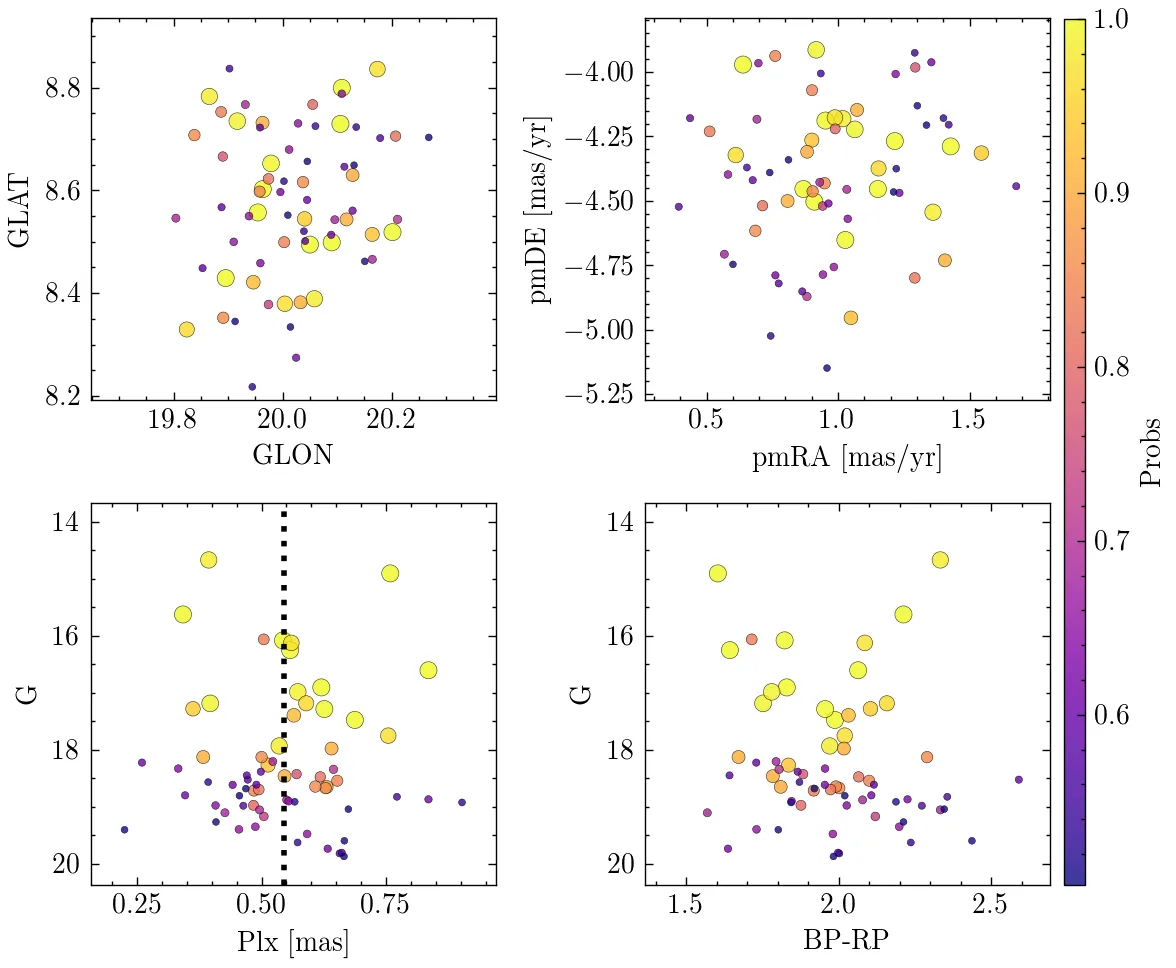 8.8
8.6
8.4
8.2
GLAT
19.8 20.0 20.2
GLON
−4.00
−4.25
−4.50
−4.75
−5.00
−5.25
pmDE [mas/yr]
0.5 1.0 1.5
pmRA [mas/yr]
14
16
18
20
G
0.25 0.50 0.75
Plx [mas]
14
16
18
20
G
1.5 2.0 2.5
BP-RP
1.0
0.9
0.8
0.7
0.6
Probs